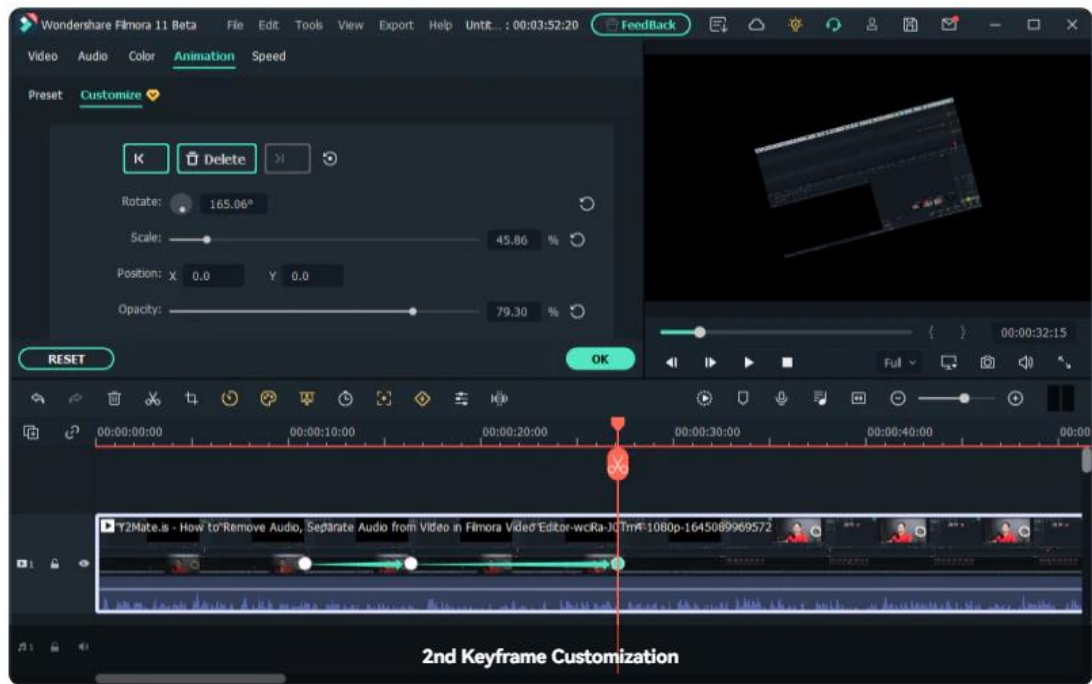 Wondershare Filmora 11 Beta File Edit Tools View Export Help Untit... : 00:03:52:20 FeedBack
Video Audio Color Animation Speed
Preset Customize
Delete
Rotate: 165.06°
Scale: 45.86 %
Position: X 0.0 Y 0.0
Opacity: 79.30 %
{ } 00:00:32:15
RESET OK
Full
00:00:00:00 00:00:10:00 00:00:20:00 00:00:30:00 00:00:40:00 00:00
Y2Mate.is - How to Remove Audio, Separate Audio from Video in Filmora Video Editor-wciRa-JCTm4-1080p-1645089969572
1
1
2nd Keyframe Customization